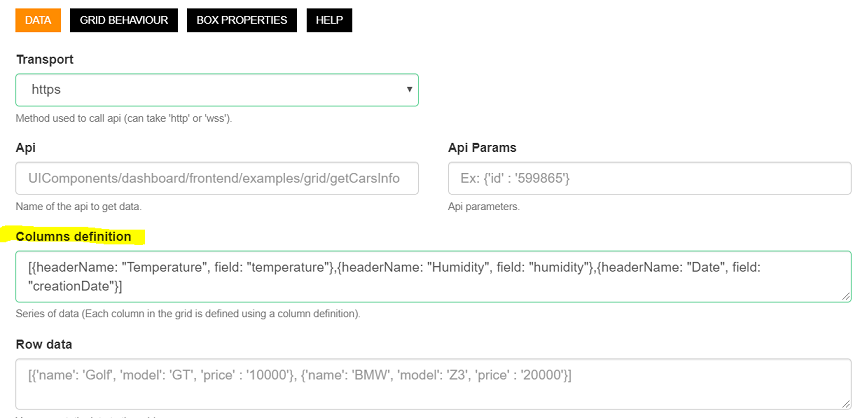 DATA GRID BEHAVIOUR BOX PROPERTIES HELP
Transport
https
Method used to call api (can take 'http' or 'wss').
Api Api Params
UIComponents/dashboard/frontend/examples/grid/getCarsInfo Ex: {'id' : '599865'}
Name of the api to get data. Api parameters.
Columns definition
[{headerName: "Temperature", field: "temperature"},{headerName: "Humidity", field: "humidity"},{headerName: "Date", field:
"creationDate"}]
Series of data (Each column in the grid is defined using a column definition).
Row data
[{'name': 'Golf', 'model': 'GT', 'price' : '10000'}, {'name': 'BMW', 'model': 'Z3', 'price' : '20000'}]